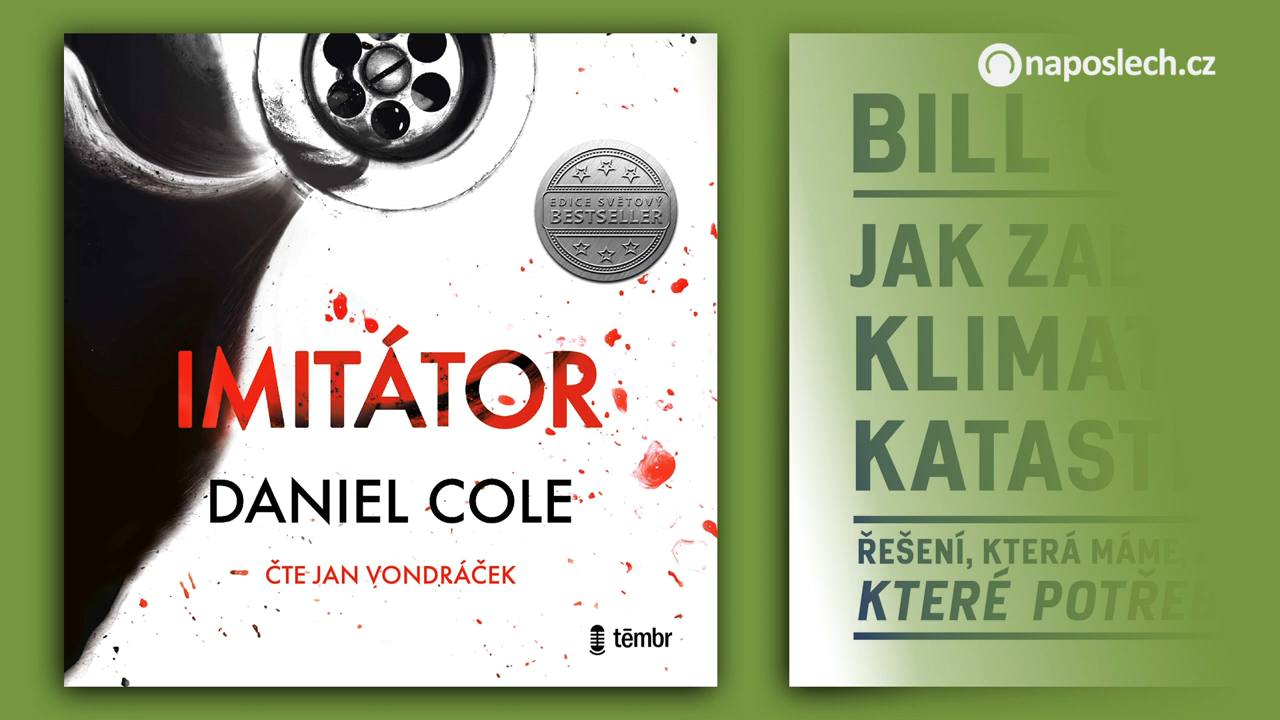 EDICE SVĚTOVÝ
BESTSELLER
IMITÁTOR
DANIEL COLE
ČTE JAN VONDRÁČEK
tēmbr
naposlech.cz
BILL
JAK
KLIMAT
KATAST
ŘEŠENÍ, KTERÁ MÁME,
KTERÉ POTŘEB